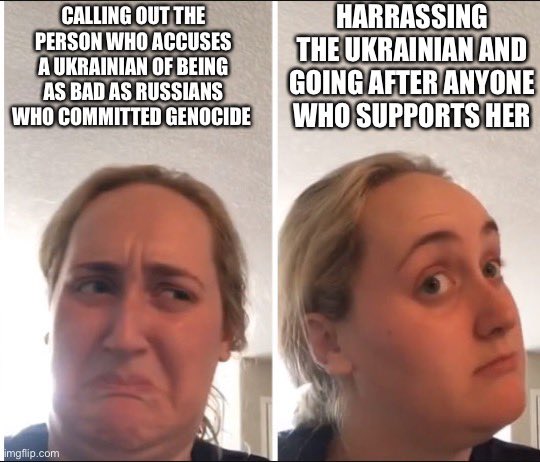 CALLING OUT THE
PERSON WHO ACCUSES
A UKRAINIAN OF BEING
AS BAD AS RUSSIANS
WHO COMMITTED GENOCIDE
HARRASSING
THE UKRAINIAN AND
GOING AFTER ANYONE
WHO SUPPORTS HER
imgflip.com